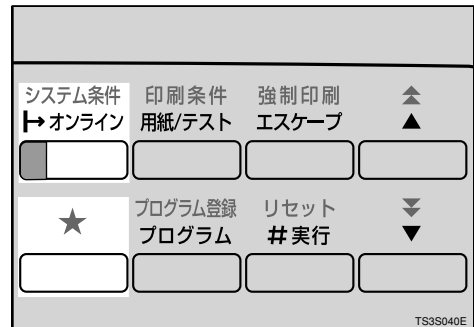 システム条件 印刷条件 強制印刷
オンライン 用紙/テスト エスケープ ▲
★ プログラム登録 リセット
プログラム #実行 ▼
TS3S040E